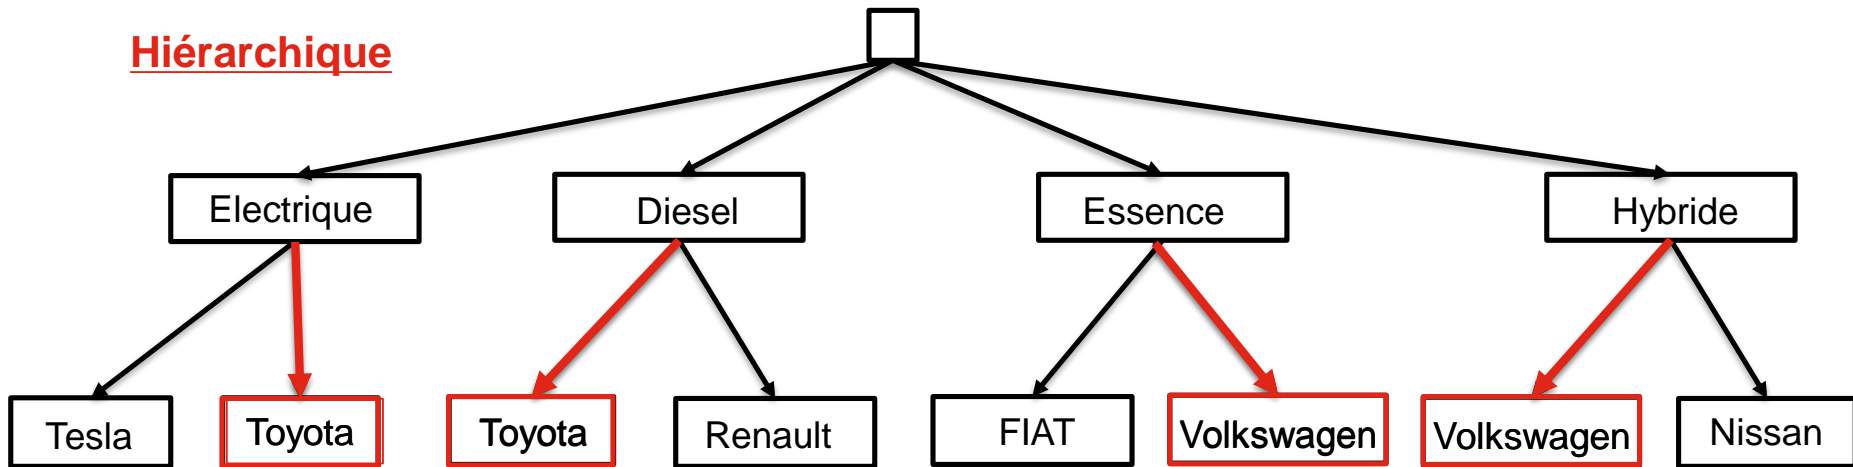 Hiérarchique
Electrique
Diesel
Essence
Hybride
Tesla
Toyota
Toyota
Renault
FIAT
Volkswagen
Volkswagen
Nissan